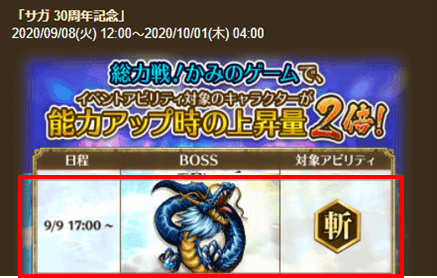 「サガ 30周年記念」
2020/09/08(火) 12:00～2020/10/01(木) 04:00
総力戦!かみのゲームで、
イベントアビリティ対象のキャラクターが
能力アップ時の上昇量2倍!
日程 BOSS 対象アビリティ
9/9 17:00 ~ 斬